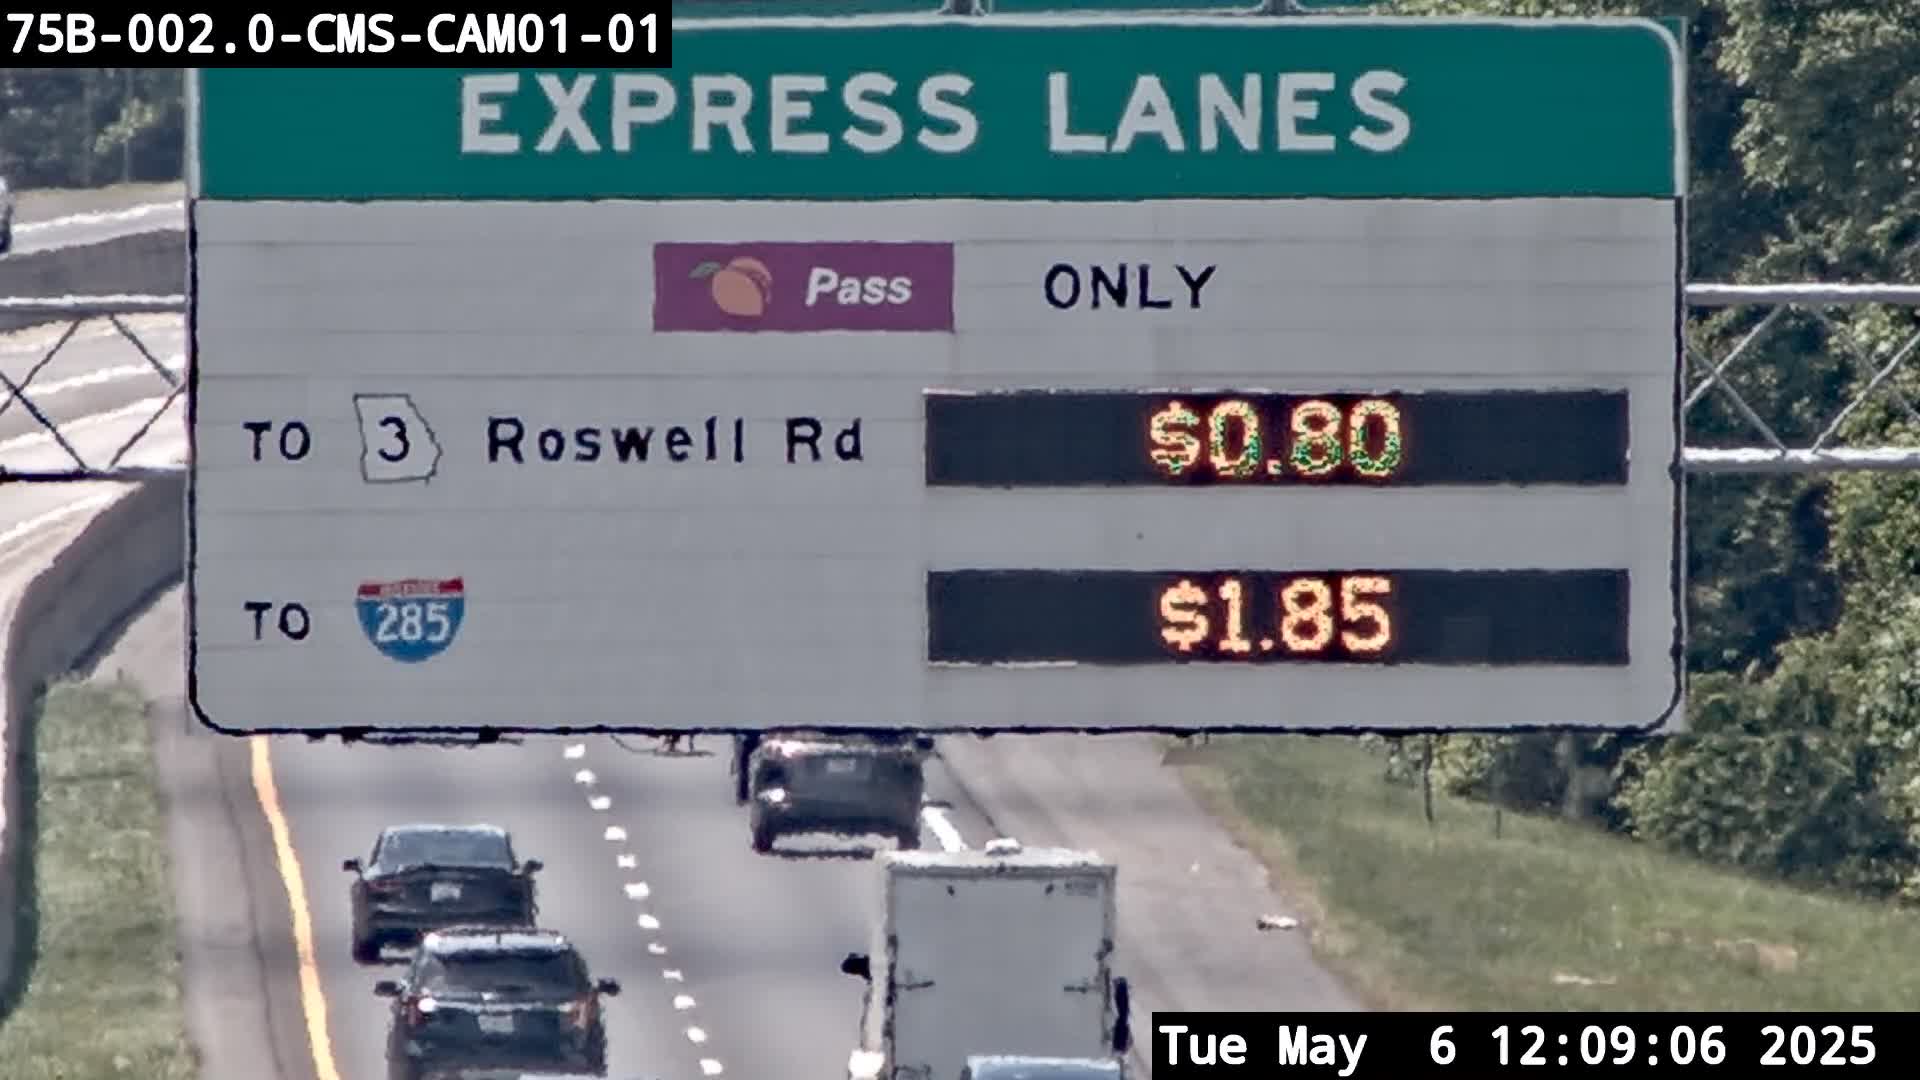 75B-002.0-CMS-CAM01-01
EXPRESS LANES
Pass ONLY
TO 3 Roswell Rd $0.80
TO 285 $1.85
Tue May 6 12:09:06 2025